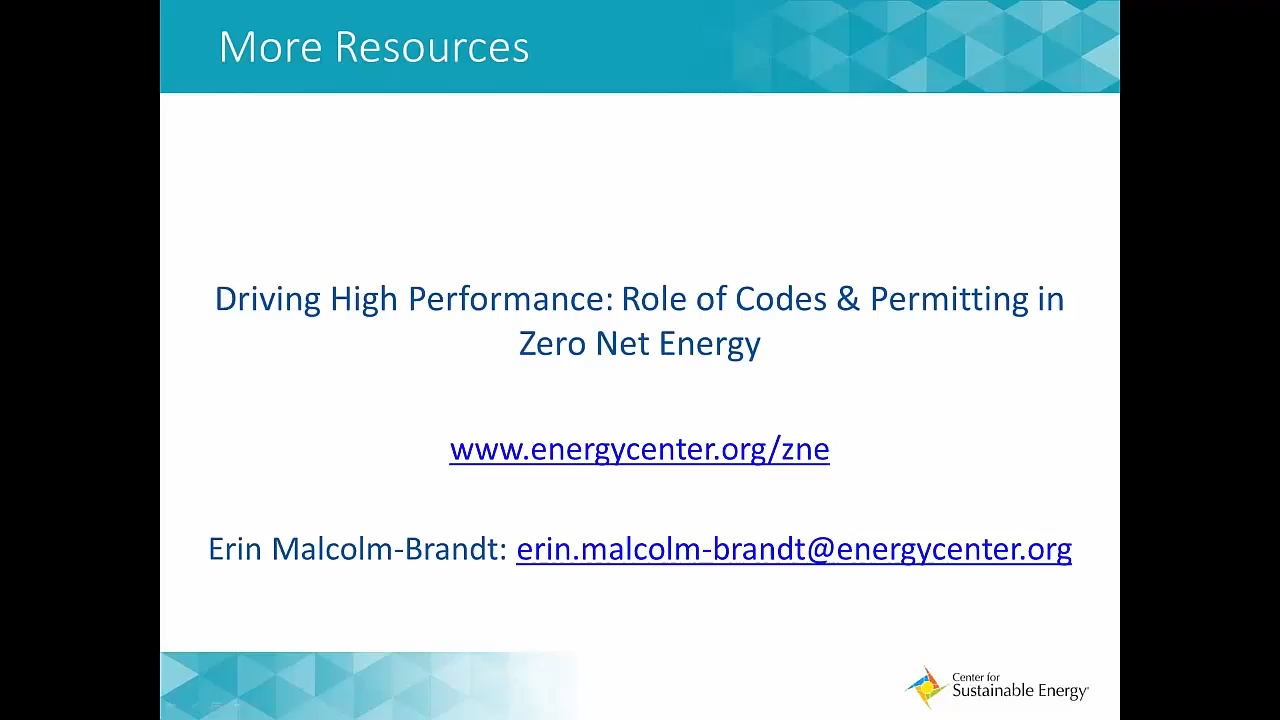 More Resources
Driving High Performance: Role of Codes & Permitting in
Zero Net Energy
www.energycenter.org/zne
Erin Malcolm-Brandt: erin.malcolm-brandt@energycenter.org
Center for
Sustainable Energy